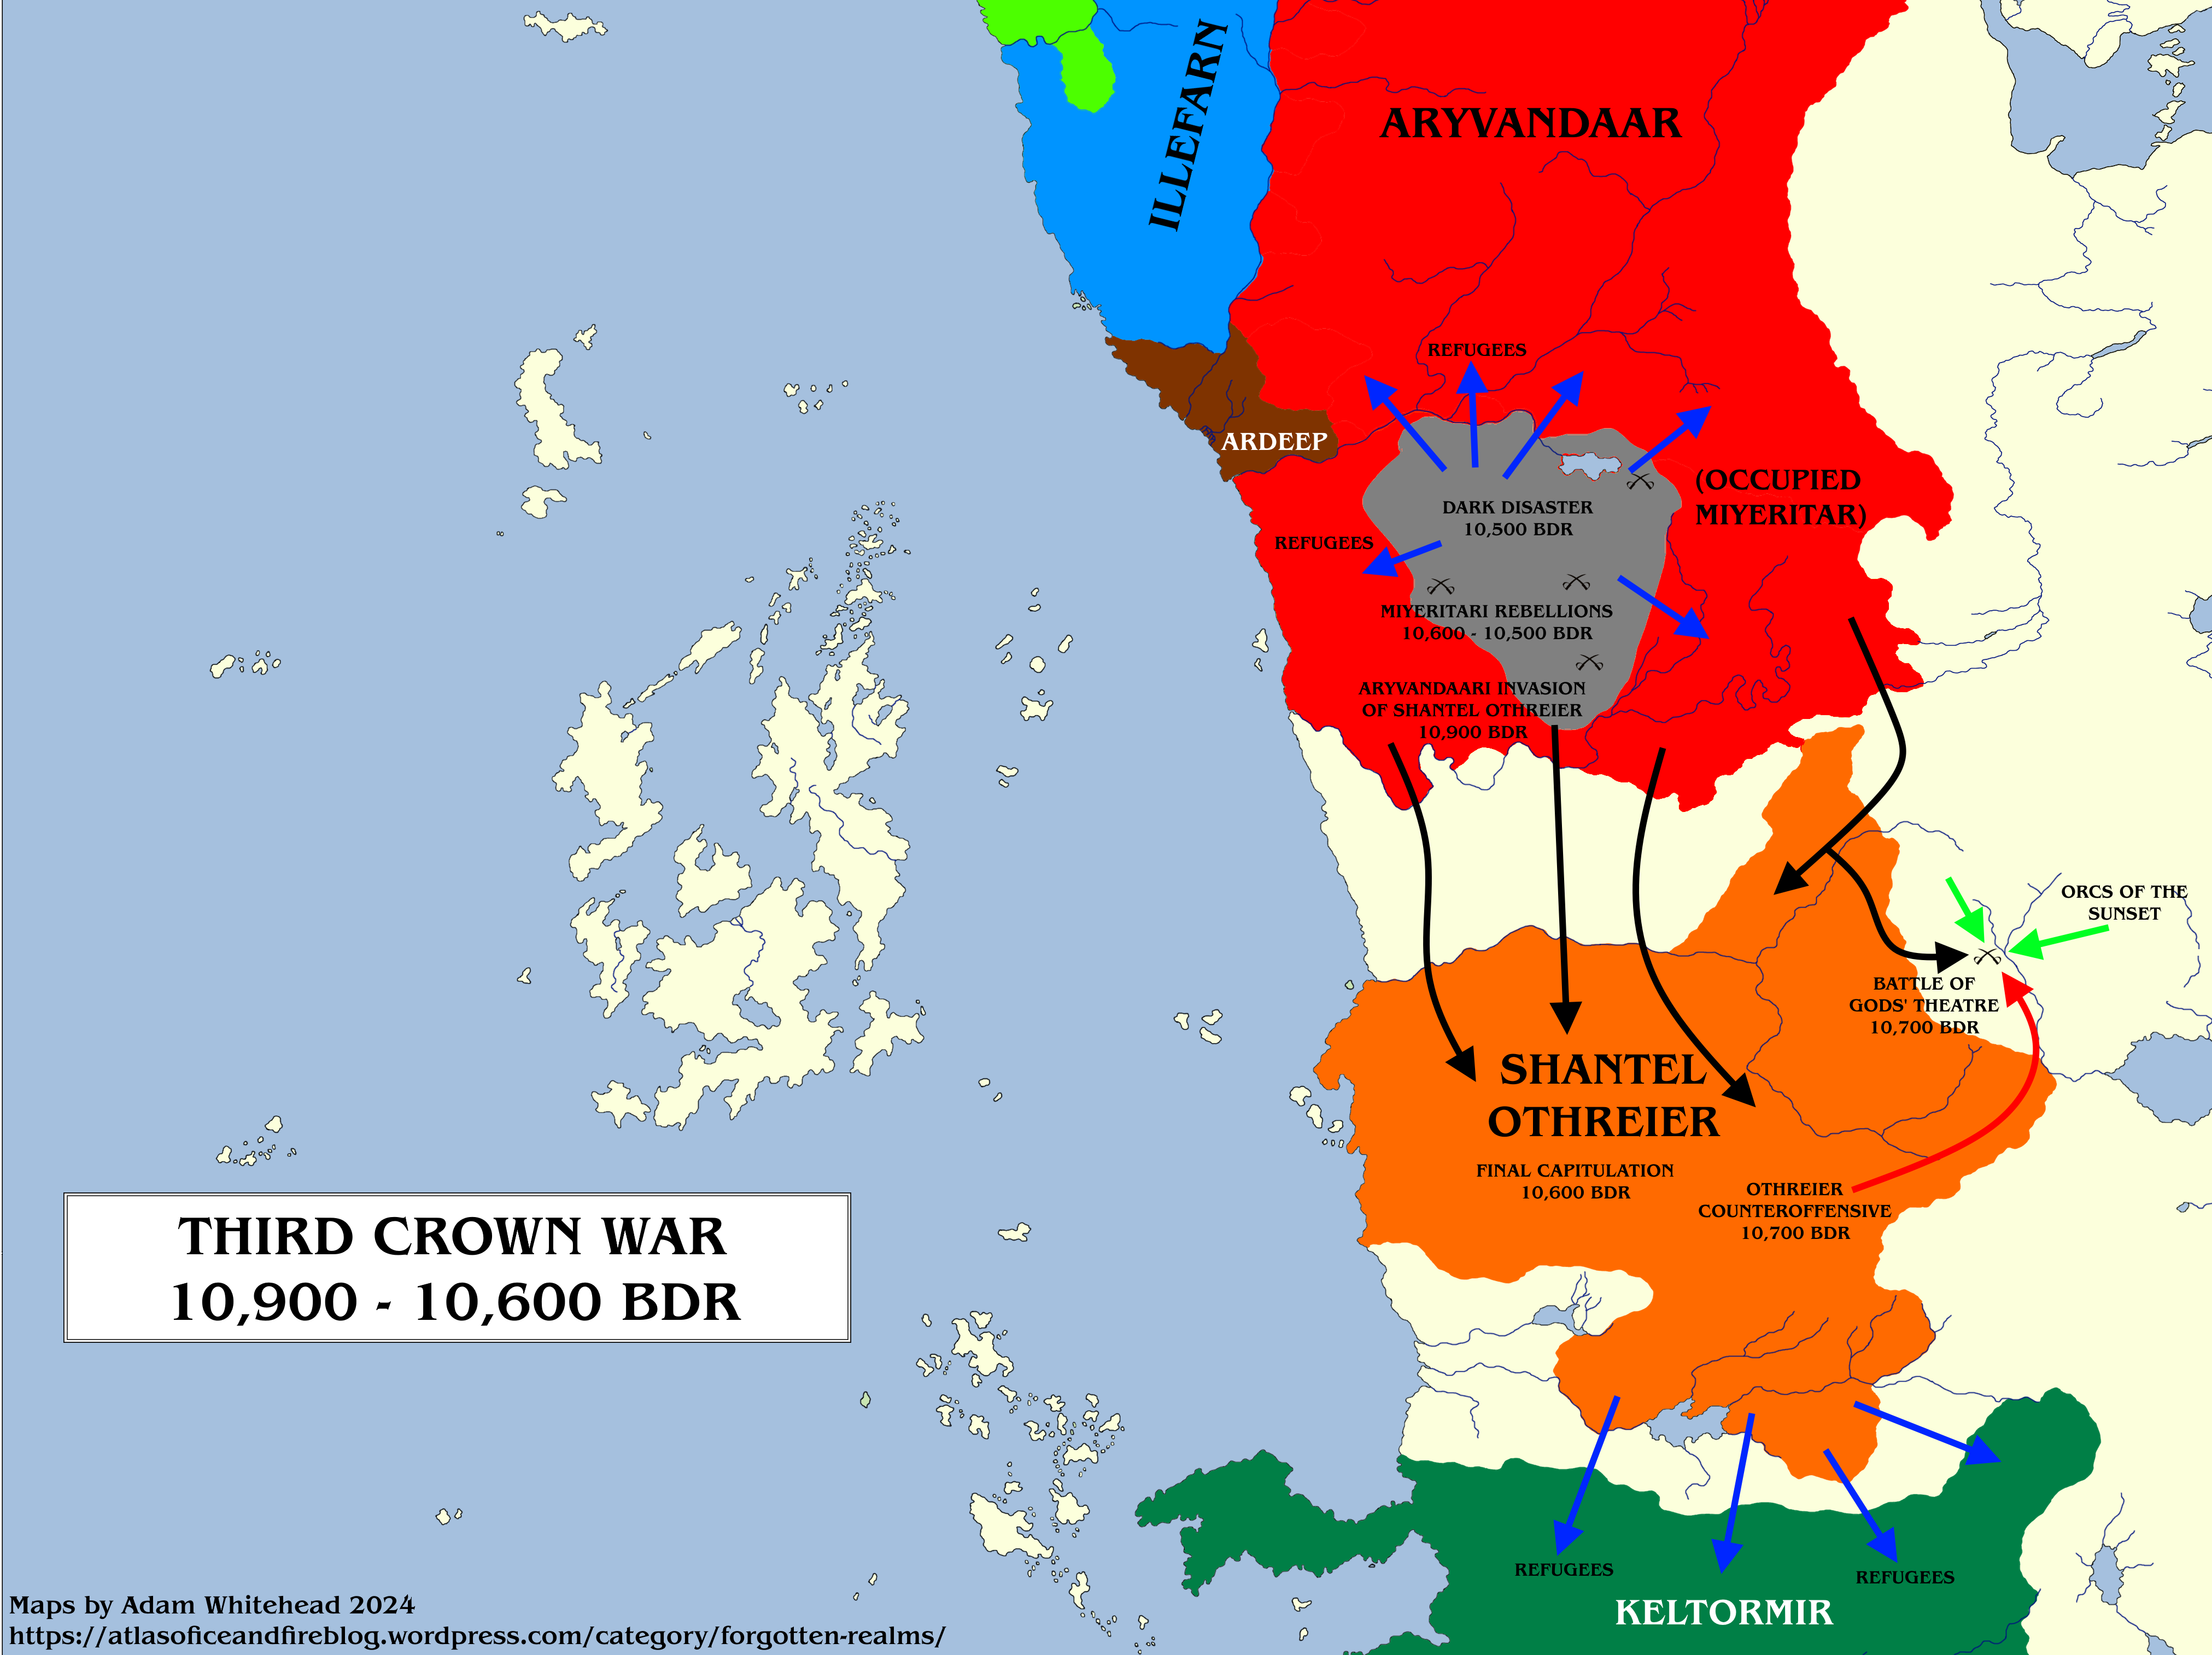 ILLEFARN
ARYVANDAAR
REFUGEES
ARDEEP
(OCCUPIED
MIYERITAR)
DARK DISASTER
10,500 BDR
REFUGEES
MIYERITARI REBELLIONS
10,600 - 10,500 BDR
ARYVANDAARI INVASION
OF SHANTEL OTHREIER
10,900 BDR
ORCS OF THE
SUNSET
BATTLE OF
GODS' THEATRE
10,700 BDR
SHANTEL
OTHREIER
FINAL CAPITULATION
10,600 BDR
OTHREIER
COUNTEROFFENSIVE
10,700 BDR
THIRD CROWN WAR
10,900 - 10,600 BDR
REFUGEES
REFUGEES
KELTORMIR
Maps by Adam Whitehead 2024
https://atlasoficeandfireblog.wordpress.com/category/forgotten-realms/